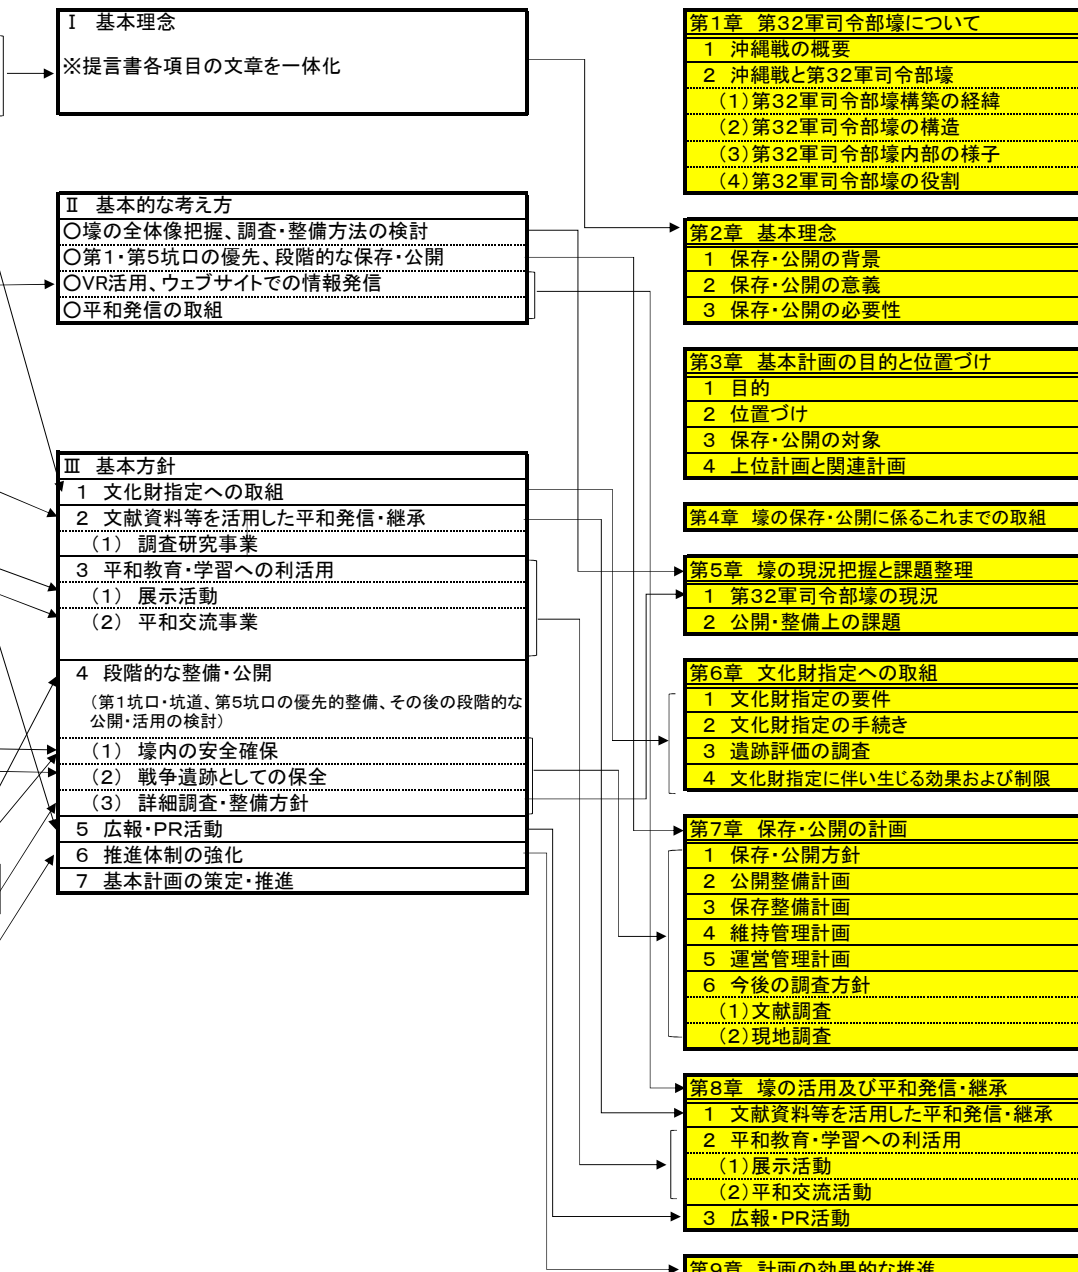 Ⅰ 基本理念
※提言書各項目の文章を一体化
Ⅱ 基本的な考え方
〇壕の全体像把握、調査・整備方法の検討
〇第1・第5坑口の優先、段階的な保存・公開
〇VR活用、ウェブサイトでの情報発信
〇平和発信の取組
Ⅲ 基本方針
1 文化財指定への取組
2 文献資料等を活用した平和発信・継承
(1) 調査研究事業
3 平和教育・学習への利活用
(1) 展示活動
(2) 平和交流事業
4 段階的な整備・公開
(第1坑口・坑道、第5坑口の優先的整備、その後の段階的な
公開・活用の検討)
(1) 壕内の安全確保
(2) 戦争遺跡としての保全
(3) 詳細調査・整備方針
5 広報・PR活動
6 推進体制の強化
7 基本計画の策定・推進
第1章 第32軍司令部壕について
1 沖縄戦の概要
2 沖縄戦と第32軍司令部壕
(1)第32軍司令部壕構築の経緯
(2)第32軍司令部壕の構造
(3)第32軍司令部壕内部の様子
(4)第32軍司令部壕の役割
第2章 基本理念
1 保存・公開の背景
2 保存・公開の意義
3 保存・公開の必要性
第3章 基本計画の目的と位置づけ
1 目的
2 位置づけ
3 保存・公開の対象
4 上位計画と関連計画
第4章 壕の保存・公開に係るこれまでの取組
第5章 壕の現況把握と課題整理
1 第32軍司令部壕の現況
2 公開・整備上の課題
第6章 文化財指定への取組
1 文化財指定の要件
2 文化財指定の手続き
3 遺跡評価の調査
4 文化財指定に伴い生じる効果および制限
第7章 保存・公開の計画
1 保存・公開方針
2 公開整備計画
3 保存整備計画
4 維持管理計画
5 運営管理計画
6 今後の調査方針
(1)文献調査
(2)現地調査
第8章 壕の活用及び平和発信・継承
1 文献資料等を活用した平和発信・継承
2 平和教育・学習への利活用
(1)展示活動
(2)平和交流活動
3 広報・PR活動
第9章 計画の効果的な推進